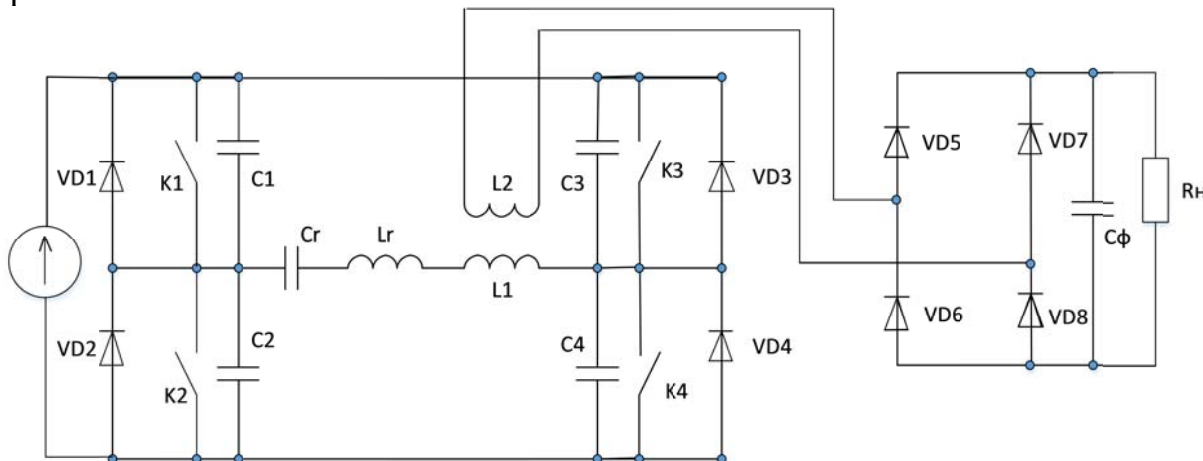 VD1
K1
C1
L2
C3
K3
VD3
VD5
VD7
Cф
Rн
Cr
Lr
L1
VD2
K2
C2
C4
K4
VD4
VD6
VD8